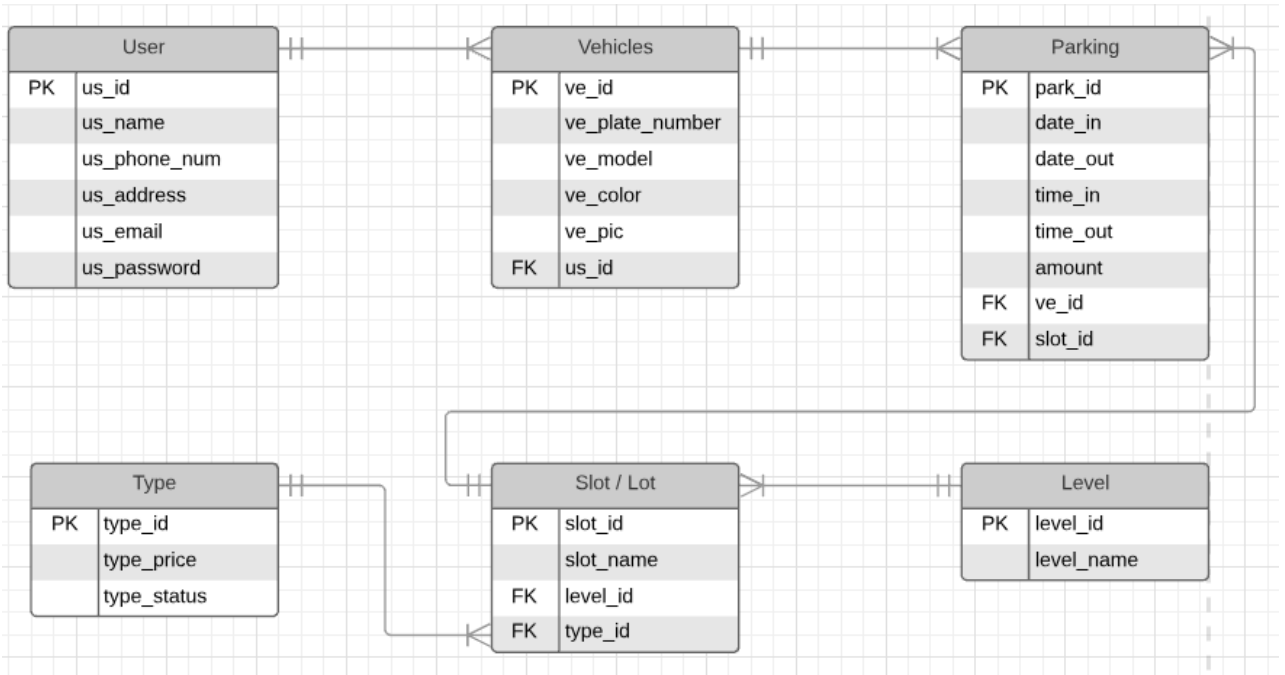 User
PK us_id
us_name
us_phone_num
us_address
us_email
us_password
Vehicles
PK ve_id
ve_plate_number
ve_model
ve_color
ve_pic
FK us_id
Parking
PK park_id
date_in
date_out
time_in
time_out
amount
FK ve_id
FK slot_id
Type
PK type_id
type_price
type_status
Slot / Lot
PK slot_id
slot_name
FK level_id
FK type_id
Level
PK level_id
level_name